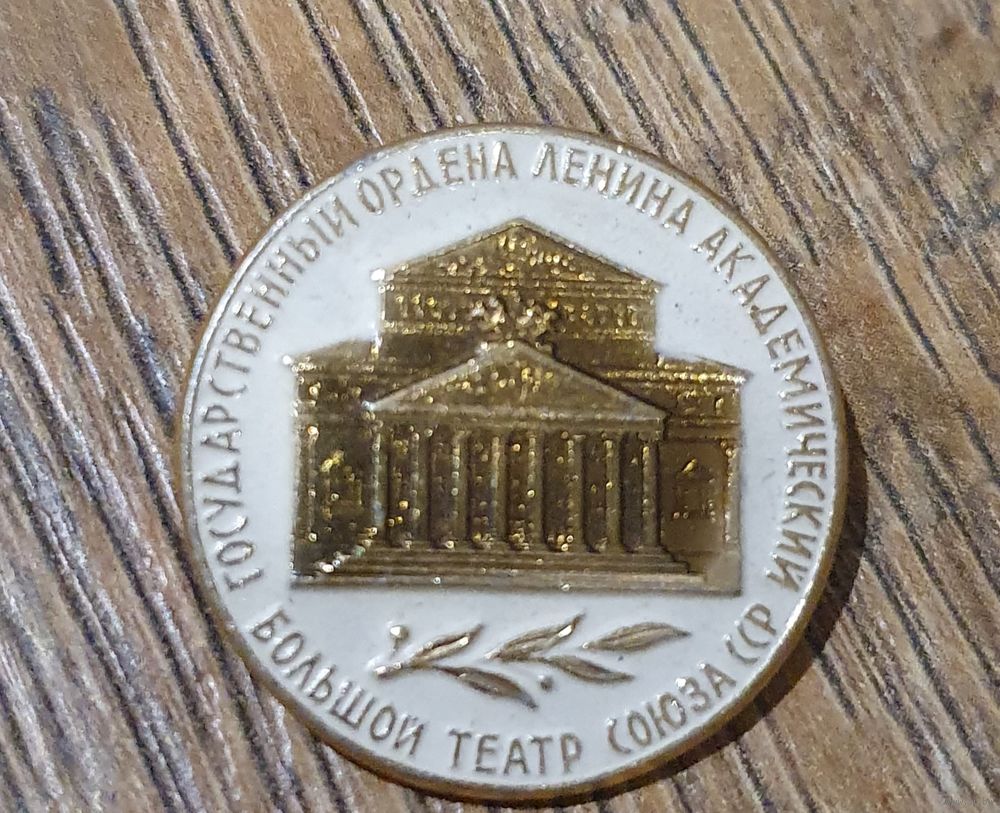 ГОСУДАРСТВЕННЫЙ ОРДЕНА ЛЕНИНА АКАДЕМИЧЕСКИЙ
БОЛЬШОЙ ТЕАТР СОЮЗА ССР